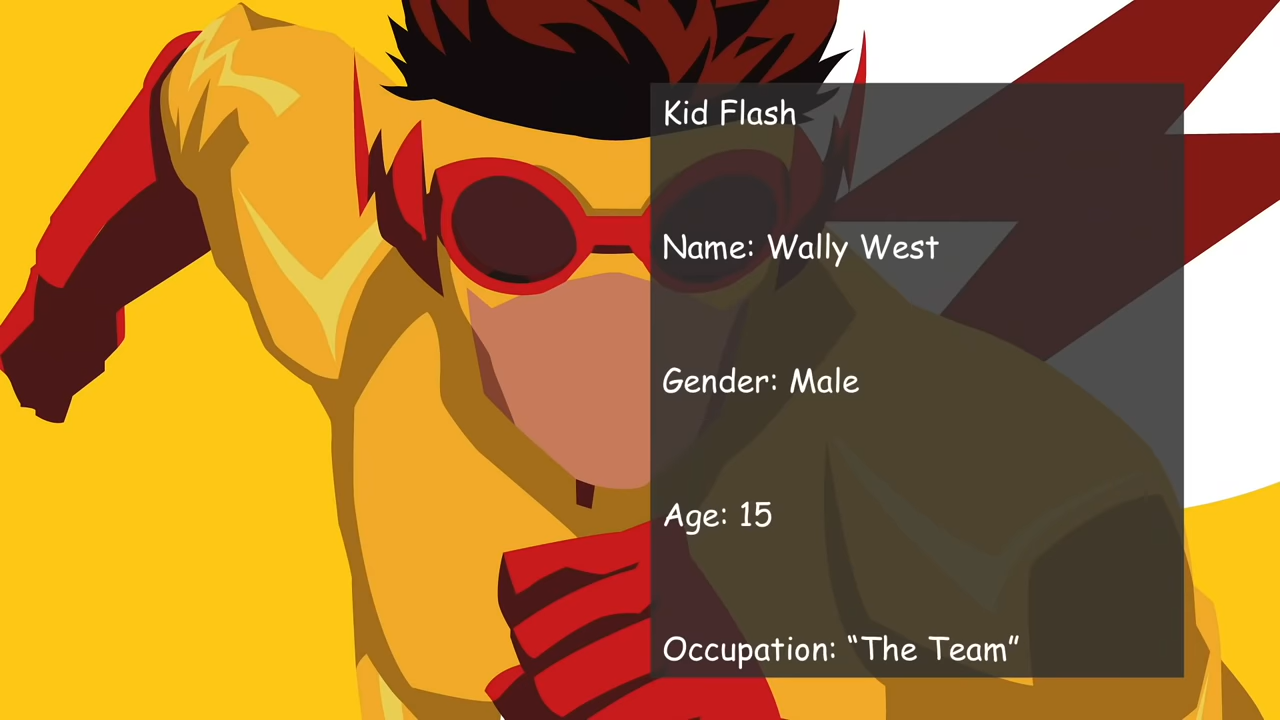 Kid Flash
Name: Wally West
Gender: Male
Age: 15
Occupation: “The Team”